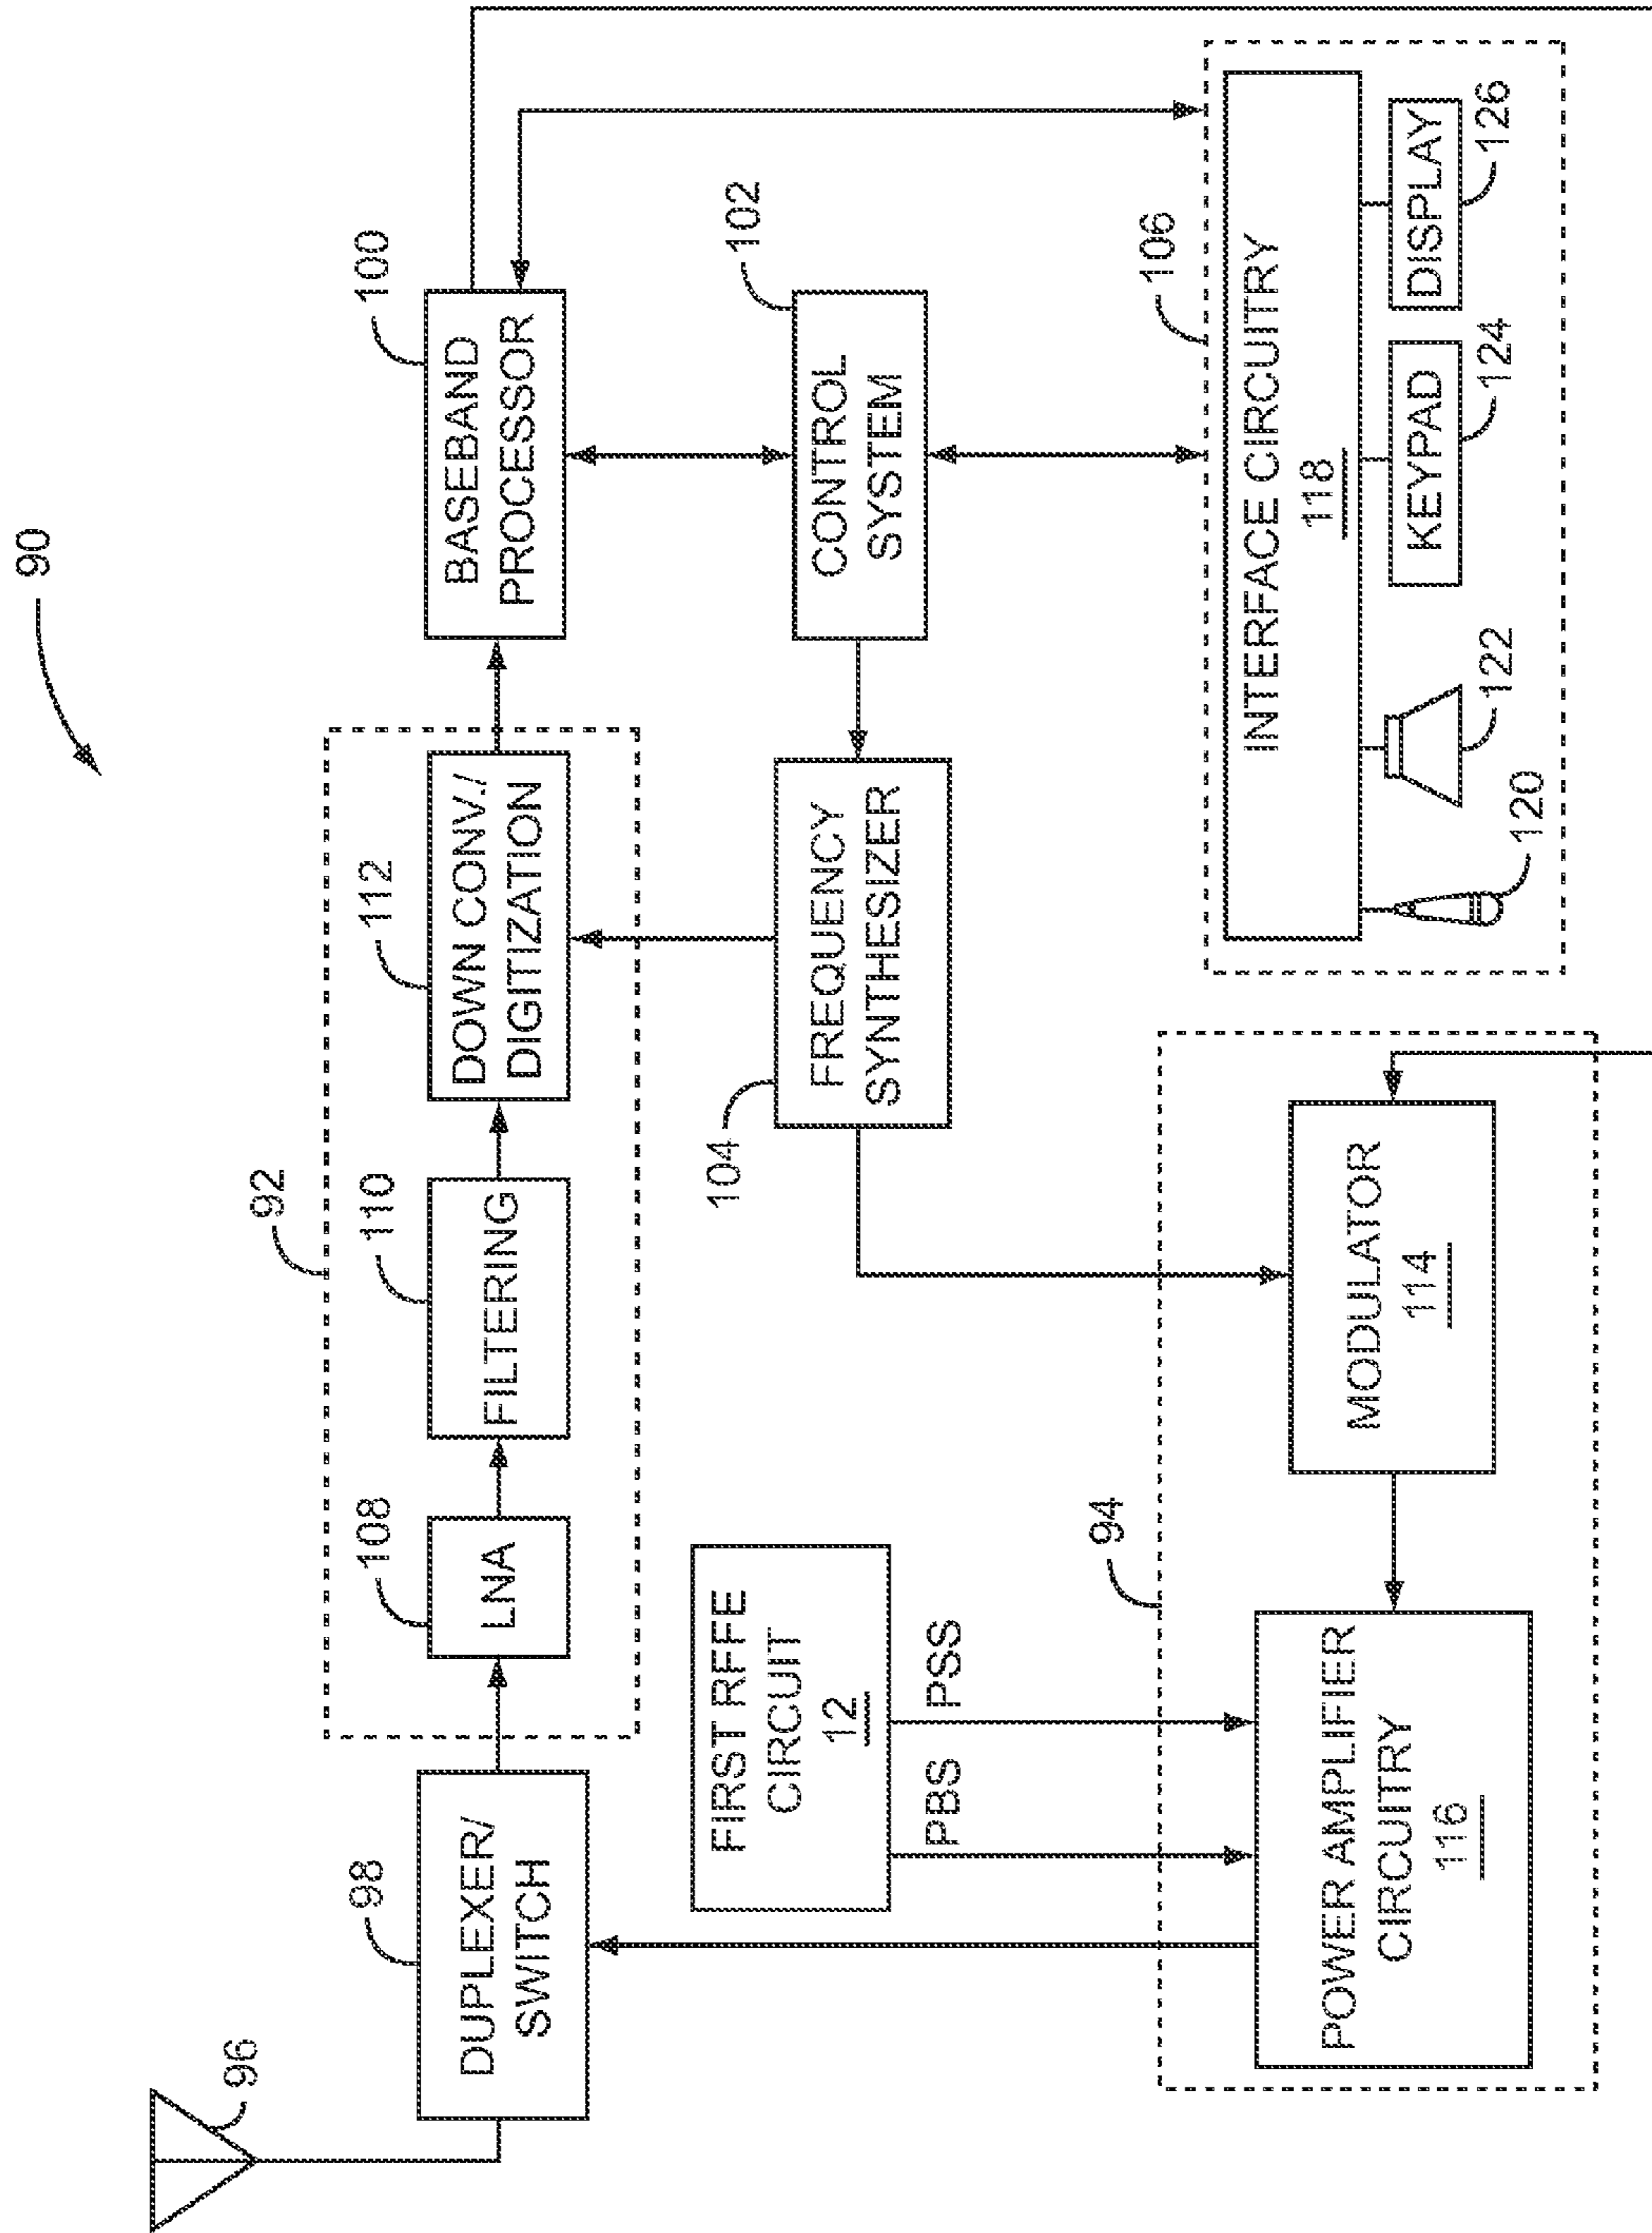 90
96
98
DUPLEXER/
SWITCH
92
108
LNA
110
FILTERING
112
DOWN CONV./
DIGITIZATION
100
BASEBAND
PROCESSOR
FIRST RFFE
CIRCUIT
12
PBS
PSS
104
FREQUENCY
SYNTHESIZER
102
CONTROL
SYSTEM
94
POWER AMPLIFIER
CIRCUITRY
116
MODULATOR
114
106
INTERFACE CIRCUITRY
118
120
122
KEYPAD
124
DISPLAY
126